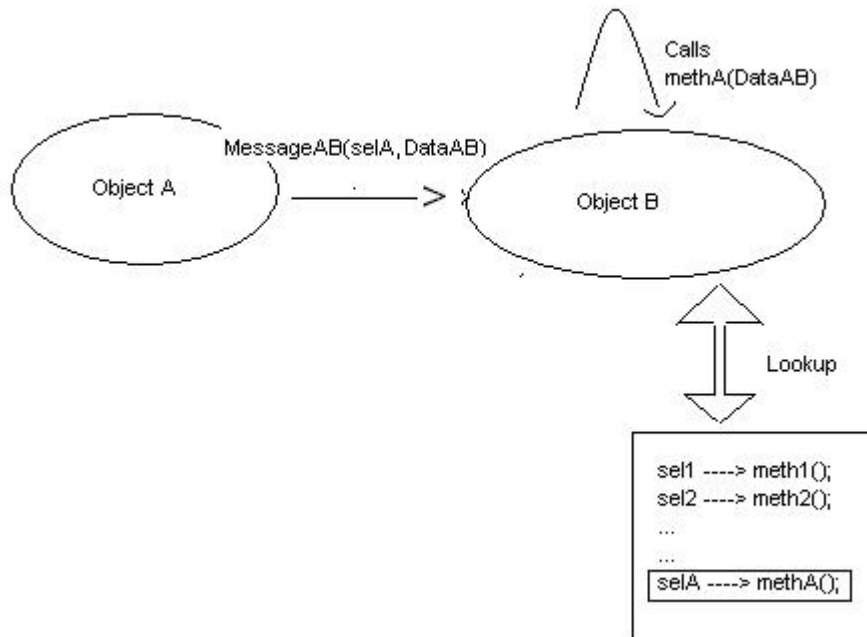 Calls
methA(DataAB)
MessageAB(selA,DataAB)
Object A
Object B
Lookup
sel1 ----> meth1();
sel2 ----> meth2();
...
...
selA ----> methA();